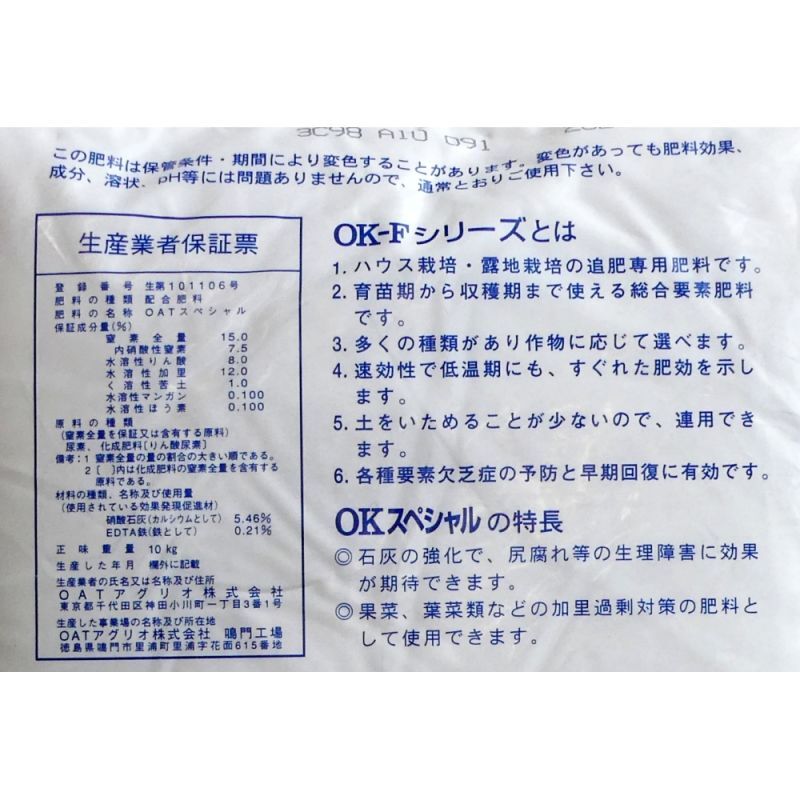 3C98 A10 091
この肥料は保管条件・期間により変色することがあります。変色があっても肥料効果、
成分、溶状、pH等には問題ありませんので、通常とおりご使用下さい。
生産業者保証票
登録番号 生第101106号
肥料の種類 配合肥料
肥料の名称 OATスペシャル
保証成分量(%)
窒素全量 15.0
内硝酸性窒素 7.5
水溶性りん酸 8.0
水溶性加里 12.0
く溶性苦土 1.0
水溶性マンガン 0.100
水溶性ほう素 0.100
原料の種類
(窒素全量を保証又は含有する原料)
尿素、化成肥料[りん酸尿素]
備考:1 窒素全量の量の割合の大きい順である。
2 [ ]内は化成肥料の窒素全量を含有する
原料である。
材料の種類、名称及び使用量
(使用されている効果発現促進材)
硝酸石灰(カルシウムとして) 5.46%
EDTA鉄(鉄として) 0.21%
正味重量 10kg
生産した年月 欄外に記載
生産業者の氏名又は名称及び住所
OATアグリオ株式会社
東京都千代田区神田小川町一丁目3番1号
生産した事業場の名称及び所在地
OATアグリオ株式会社 鳴門工場
徳島県鳴門市里浦町里浦字花面615番地
OK-Fシリーズとは
1. ハウス栽培・露地栽培の追肥専用肥料です。
2. 育苗期から収穫期まで使える総合要素肥料
です。
3. 多くの種類があり作物に応じて選べます。
4. 速効性で低温期にも、すぐれた肥効を示し
ます。
5. 土をいためることが少ないので、連用でき
ます。
6. 各種要素欠乏症の予防と早期回復に有効です。
OKスペシャルの特長
◎石灰の強化で、尻腐れ等の生理障害に効果
が期待できます。
◎果菜、葉菜類などの加里過剰対策の肥料と
して使用できます。